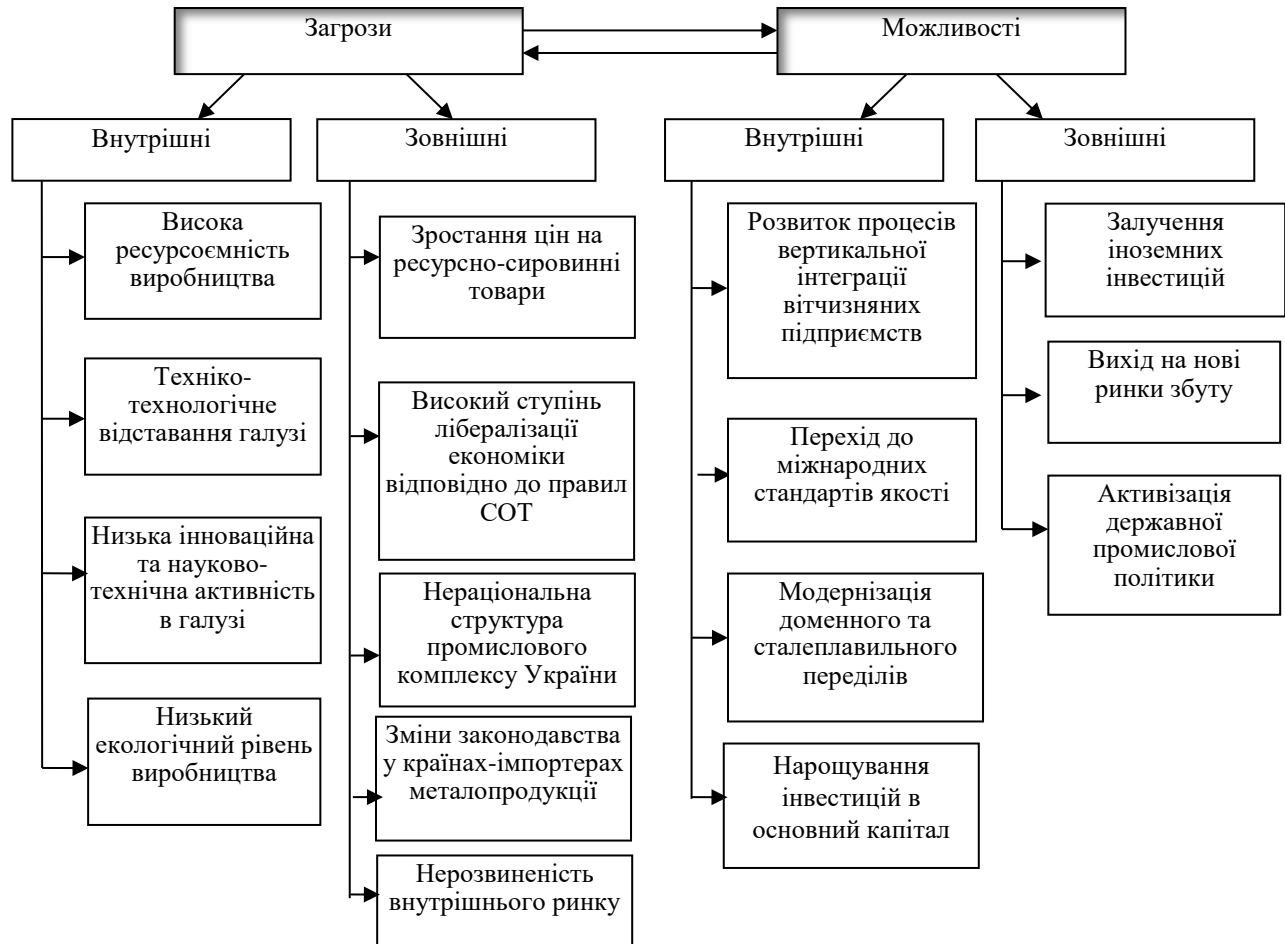 Загрози
Можливості
Внутрішні
Зовнішні
Внутрішні
Зовнішні
Висока
ресурсоємність
виробництва
Техніко-
технологічне
відставання галузі
Низька інноваційна
та науково-
технічна активність
в галузі
Низький
екологічний рівень
виробництва
Зростання цін на
ресурсно-сировинні
товари
Високий ступінь
лібералізації
економіки
відповідно до правил
СОТ
Нераціональна
структура
промислового
комплексу України
Зміни законодавства
у країнах-імпортерах
металопродукції
Нерозвиненість
внутрішнього ринку
Розвиток процесів
вертикальної
інтеграції
вітчизняних
підприємств
Перехід до
міжнародних
стандартів якості
Модернізація
доменного та
сталеплавильного
переділів
Нарощування
інвестицій в
основний капітал
Залучення
іноземних
інвестицій
Вихід на нові
ринки збуту
Активізація
державної
промислової
політики